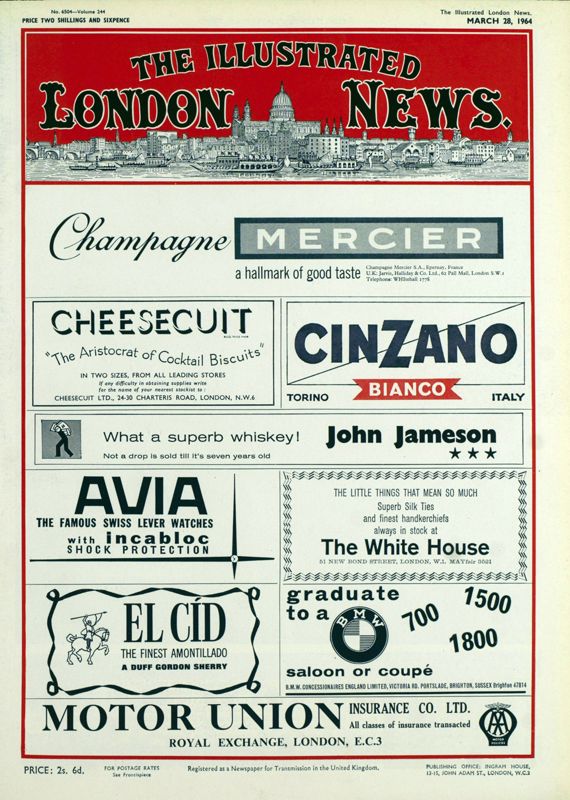 No. 6504—Volume 244
PRICE TWO SHILLINGS AND SIXPENCE
The Illustrated London News,
MARCH 28, 1964
THE ILLUSTRATED
LONDON NEWS.
Champagne MERCIER
a hallmark of good taste
Champagne Mercier S.A., Epernay, France
U.K: Jarvis, Halliday & Co. Ltd., 62 Pall Mall, London S.W.1
Telephone: WHItehall 1776
CHEESECUIT
"The Aristocrat of Cocktail Biscuits"
IN TWO SIZES, FROM ALL LEADING STORES
If any difficulty in obtaining supplies write
for the name of your nearest stockist to:
CHEESECUIT LTD., 24-30 CHARTERIS ROAD, LONDON, N.W.6
CINZANO
BIANCO
TORINO ITALY
What a superb whiskey!
Not a drop is sold till it's seven years old
John Jameson
★ ★ ★
AVIA
THE FAMOUS SWISS LEVER WATCHES
with incabloc
SHOCK PROTECTION
THE LITTLE THINGS THAT MEAN SO MUCH
Superb Silk Ties
and finest handkerchiefs
always in stock at
The White House
51 NEW BOND STREET, LONDON, W.1. MAYfair 3521
EL CÍD
THE FINEST AMONTILLADO
A DUFF GORDON SHERRY
graduate
to a BMW 700 1500
1800
saloon or coupé
B.M.W. CONCESSIONAIRES ENGLAND LIMITED, VICTORIA RD. PORTSLADE, BRIGHTON, SUSSEX Brighton 47814
MOTOR UNION INSURANCE CO. LTD.
All classes of insurance transacted
ROYAL EXCHANGE, LONDON, E.C.3
AA
MOTOR
POLICIES
PRICE: 2s. 6d.
FOR POSTAGE RATES
See Frontispiece
Registered as a Newspaper for Transmission in the United Kingdom.
PUBLISHING OFFICE: INGRAM HOUSE,
13-15, JOHN ADAM ST., LONDON, W.C.2